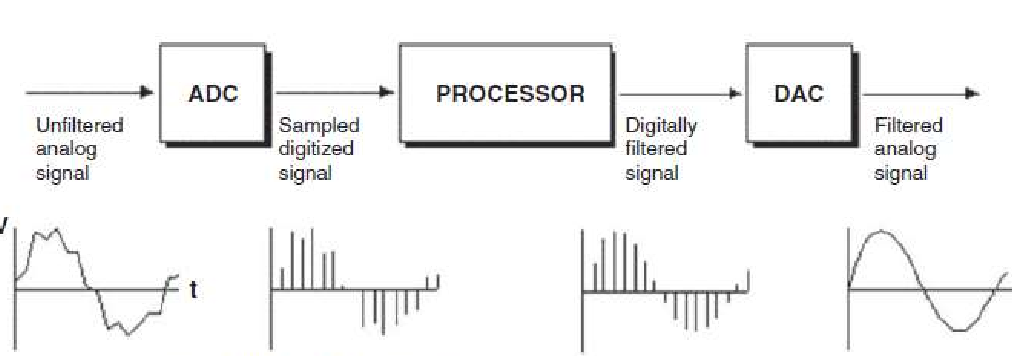 ADC
PROCESSOR
DAC
Unfiltered
analog
signal
Sampled
digitized
signal
Digitally
filtered
signal
Filtered
analog
signal
t